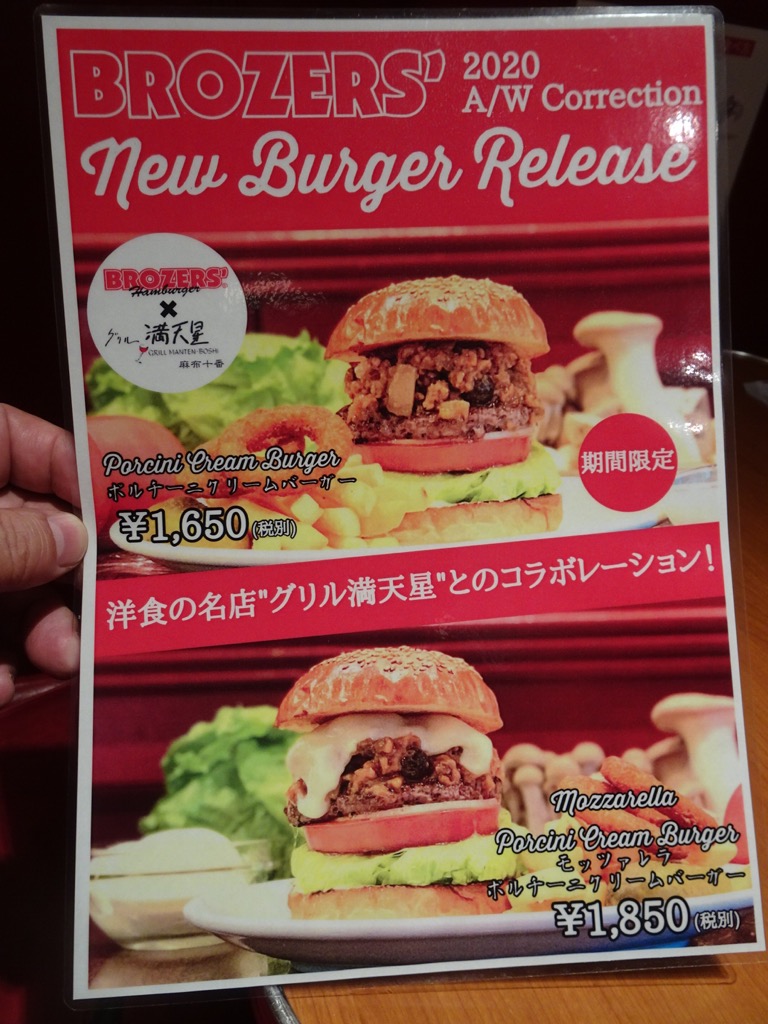 BROZERS'
2020
A/W Correction
New Burger Release
BROZERS'
Hamburger
×
グリル 満天星
GRILL MANTEN-BOSHI
麻布十番
Porcini Cream Burger
ポルチーニクリームバーガー
¥1,650 (税別)
期間限定
洋食の名店"グリル満天星"とのコラボレーション!
Mozzarella
Porcini Cream Burger
モッツァレラ
ポルチーニクリームバーガー
¥1,850 (税別)